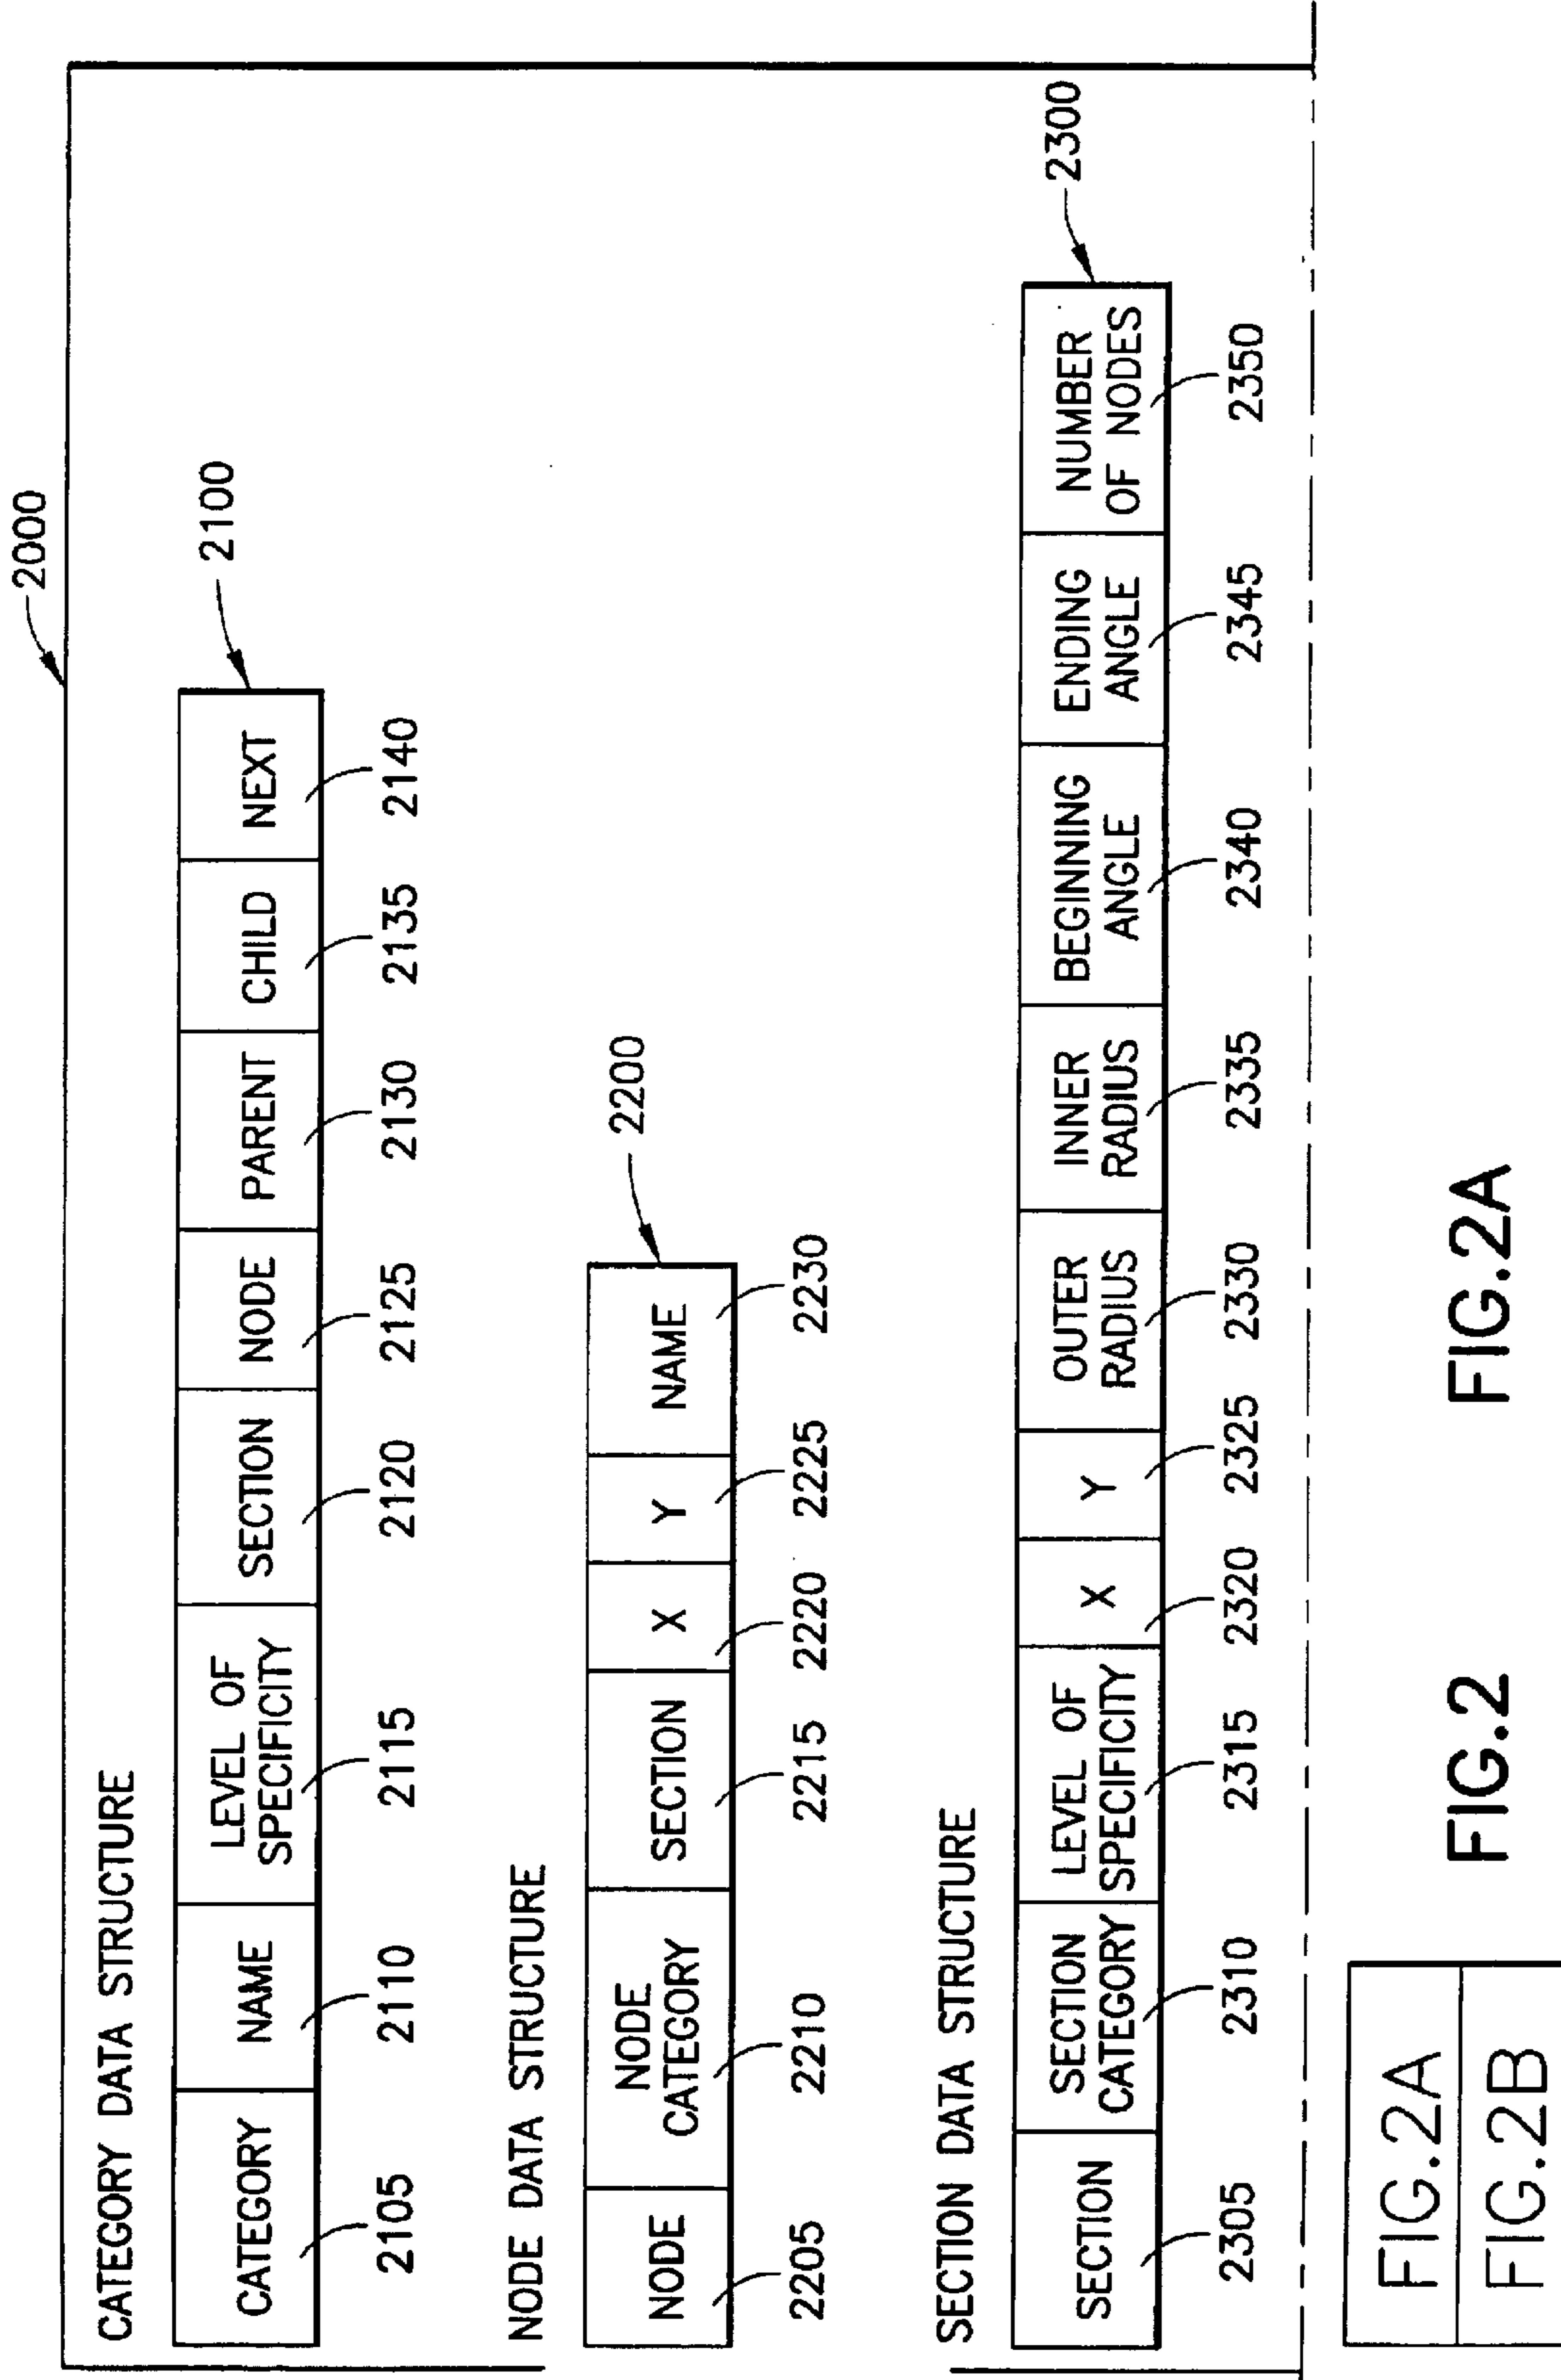 2000
CATEGORY DATA STRUCTURE
2100
CATEGORY
NAME
LEVEL OF
SPECIFICITY
SECTION
NODE
PARENT
CHILD
NEXT
2105
2110
2115
2120
2125
2130
2135
2140
NODE DATA STRUCTURE
2200
NODE
NODE
CATEGORY
SECTION
X
Y
NAME
2205
2210
2215
2220
2225
2230
SECTION DATA STRUCTURE
2300
SECTION
SECTION
CATEGORY
LEVEL OF
SPECIFICITY
X
Y
OUTER
RADIUS
INNER
RADIUS
BEGINNING
ANGLE
ENDING
ANGLE
NUMBER
OF NODES
2305
2310
2315
2320
2325
2330
2335
2340
2345
2350
FIG.2A
FIG.2B
FIG.2
FIG.2A